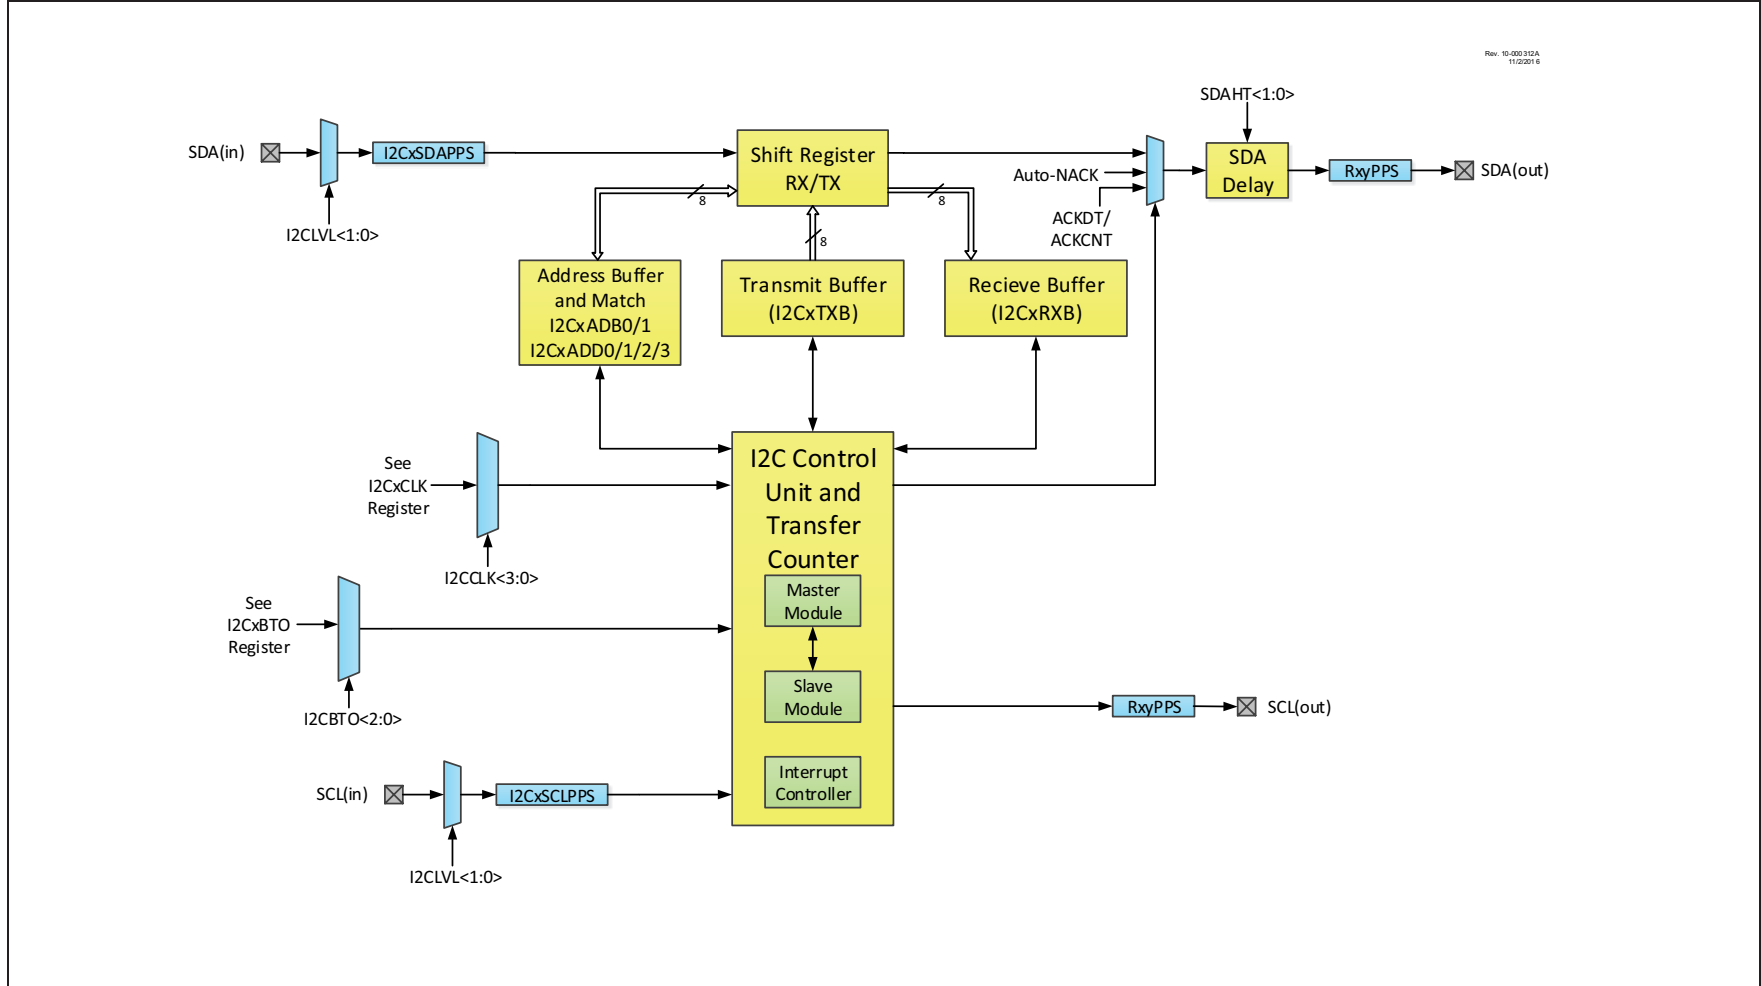 Rev. 10-000312A
11/2/2016
SDAHT<1:0>
SDA(in)
I2CxSDAPPS
Shift Register
RX/TX
Auto-NACK
SDA
Delay
RxyPPS
SDA(out)
8
8
ACKDT/
ACKCNT
I2CLVL<1:0>
8
Address Buffer
and Match
I2CxADB0/1
I2CxADD0/1/2/3
Transmit Buffer
(I2CxTXB)
Recieve Buffer
(I2CxRXB)
See
I2CxCLK
Register
I2C Control
Unit and
Transfer
Counter
I2CCLK<3:0>
See
I2CxBTO
Register
Master
Module
Slave
Module
I2CBTO<2:0>
RxyPPS
SCL(out)
SCL(in)
I2CxSCLPPS
Interrupt
Controller
I2CLVL<1:0>